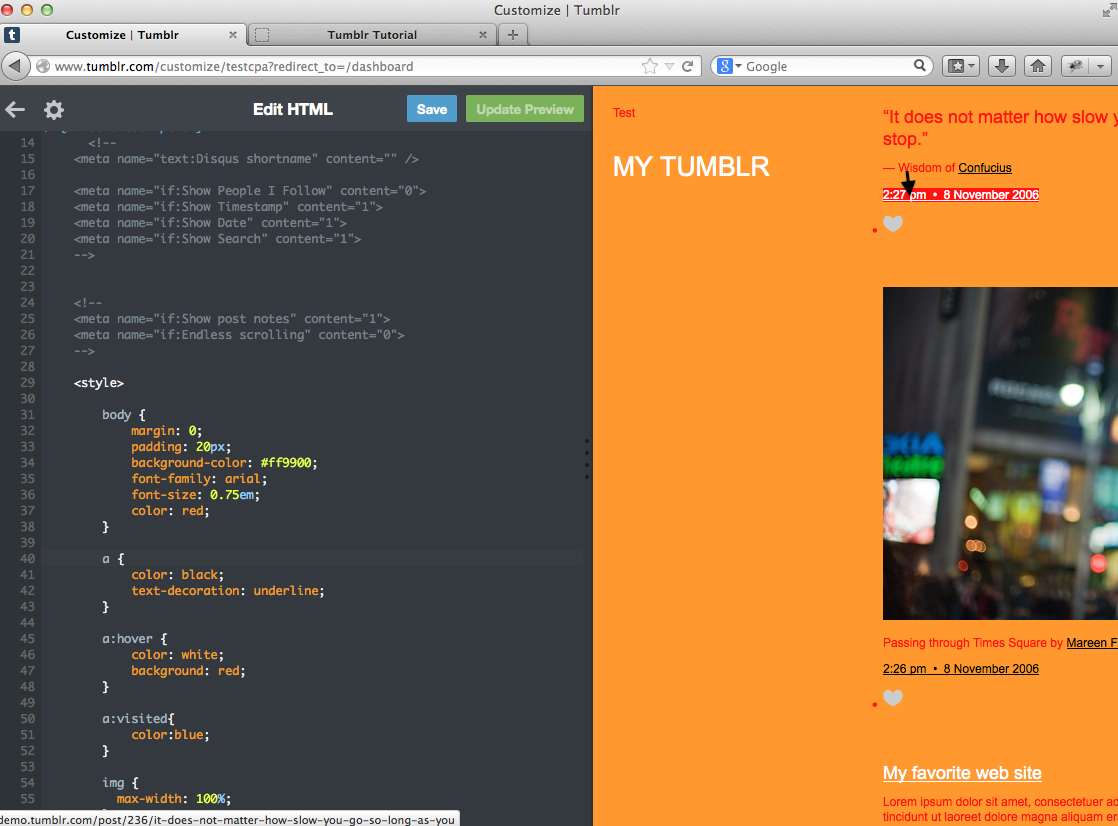 Customize | Tumblr
Customize | Tumblr
Tumblr Tutorial
www.tumblr.com/customize/testcpa?redirect_to=/dashboard
Google
Edit HTML
Save
Update Preview
14 <!--
15 <meta name="text:Disqus shortname" content="" />
16
17 <meta name="if:Show People I Follow" content="0">
18 <meta name="if:Show Timestamp" content="1">
19 <meta name="if:Show Date" content="1">
20 <meta name="if:Show Search" content="1">
21 -->
22
23
24 <!--
25 <meta name="if:Show post notes" content="1">
26 <meta name="if:Endless scrolling" content="0">
27 -->
28
29 <style>
30
31 body {
32 margin: 0;
33 padding: 20px;
34 background-color: #ff9900;
35 font-family: arial;
36 font-size: 0.75em;
37 color: red;
38 }
39
40 a {
41 color: black;
42 text-decoration: underline;
43 }
44
45 a:hover {
46 color: white;
47 background: red;
48 }
49
50 a:visited{
51 color:blue;
52 }
53
54 img {
55 max-width: 100%;
demo.tumblr.com/post/236/it-does-not-matter-how-slow-you-go-so-long-as-you
Test
MY TUMBLR
“It does not matter how slow y
stop.”
— Wisdom of Confucius
2:27 pm • 8 November 2006
Passing through Times Square by Mareen F
2:26 pm • 8 November 2006
My favorite web site
Lorem ipsum dolor sit amet, consectetuer ac
tincidunt ut laoreet dolore magna aliquam er